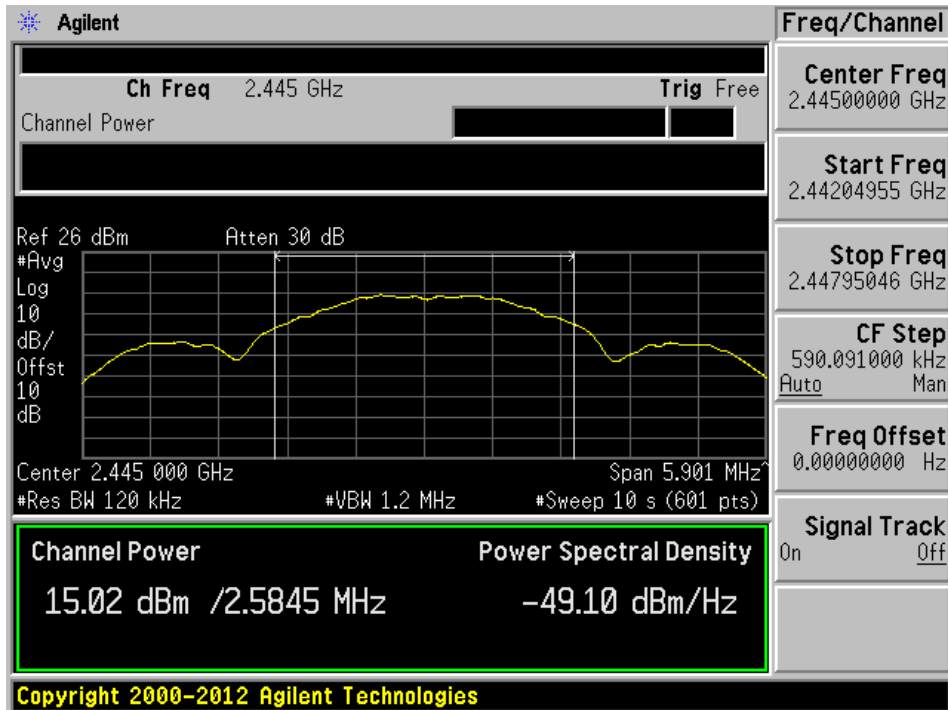 Agilent
Freq/Channel
Ch Freq 2.445 GHz Trig Free
Channel Power
Center Freq
2.44500000 GHz
Start Freq
2.44204955 GHz
Stop Freq
2.44795046 GHz
CF Step
590.091000 kHz
Auto Man
Freq Offset
0.00000000 Hz
Signal Track
On Off
Ref 26 dBm Atten 30 dB
#Avg
Log
10
dB/
Offst
10
dB
Center 2.445 000 GHz Span 5.901 MHz^
#Res BW 120 kHz #VBW 1.2 MHz #Sweep 10 s (601 pts)
Channel Power Power Spectral Density
15.02 dBm /2.5845 MHz -49.10 dBm/Hz
Copyright 2000-2012 Agilent Technologies